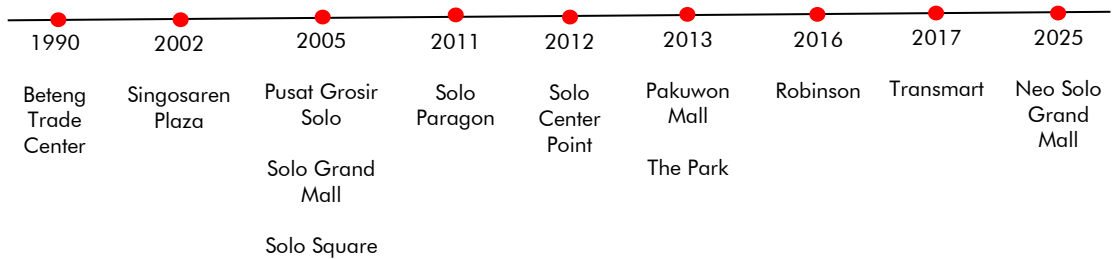 1990
Beteng
Trade
Center
2002
Singosaren
Plaza
2005
Pusat Grosir
Solo
Solo Grand
Mall
Solo Square
2011
Solo
Paragon
2012
Solo
Center
Point
2013
Pakuwon
Mall
The Park
2016
Robinson
2017
Transmart
2025
Neo Solo
Grand
Mall